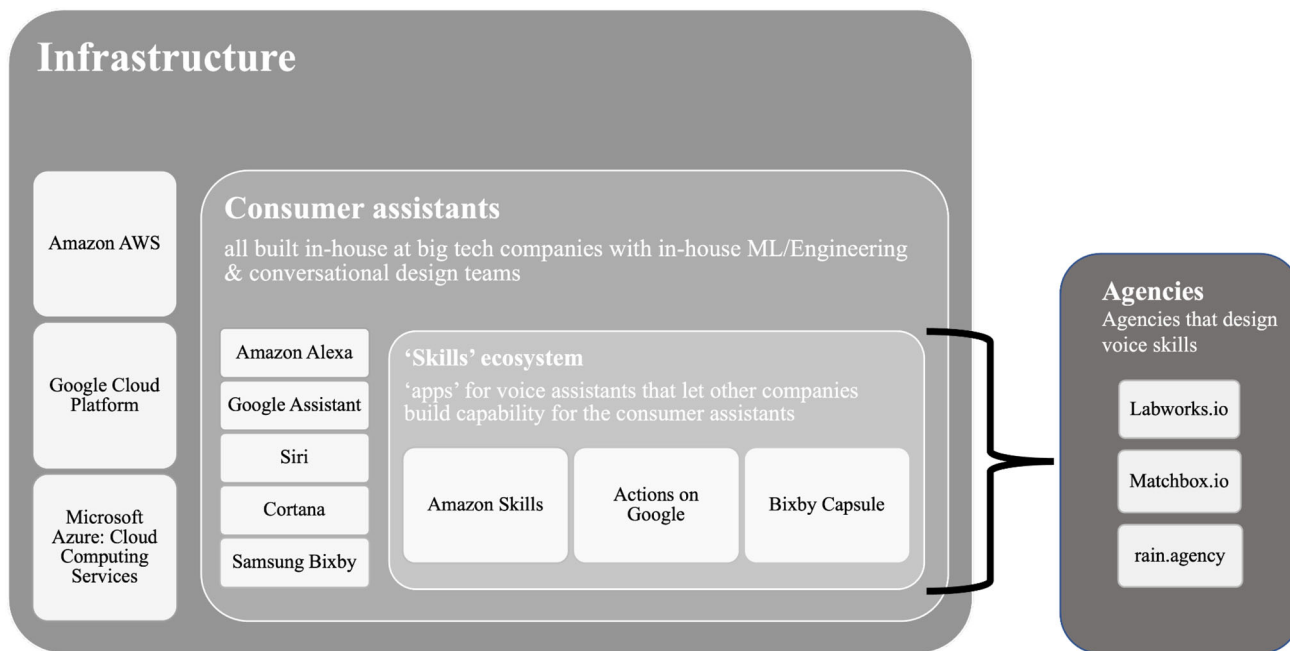 Infrastructure
Amazon AWS
Google Cloud
Platform
Microsoft
Azure: Cloud
Computing
Services
Consumer assistants
all built in-house at big tech companies with in-house ML/Engineering
& conversational design teams
Amazon Alexa
Google Assistant
Siri
Cortana
Samsung Bixby
‘Skills’ ecosystem
‘apps’ for voice assistants that let other companies
build capability for the consumer assistants
Amazon Skills
Actions on
Google
Bixby Capsule
Agencies
Agencies that design
voice skills
Labworks.io
Matchbox.io
rain.agency